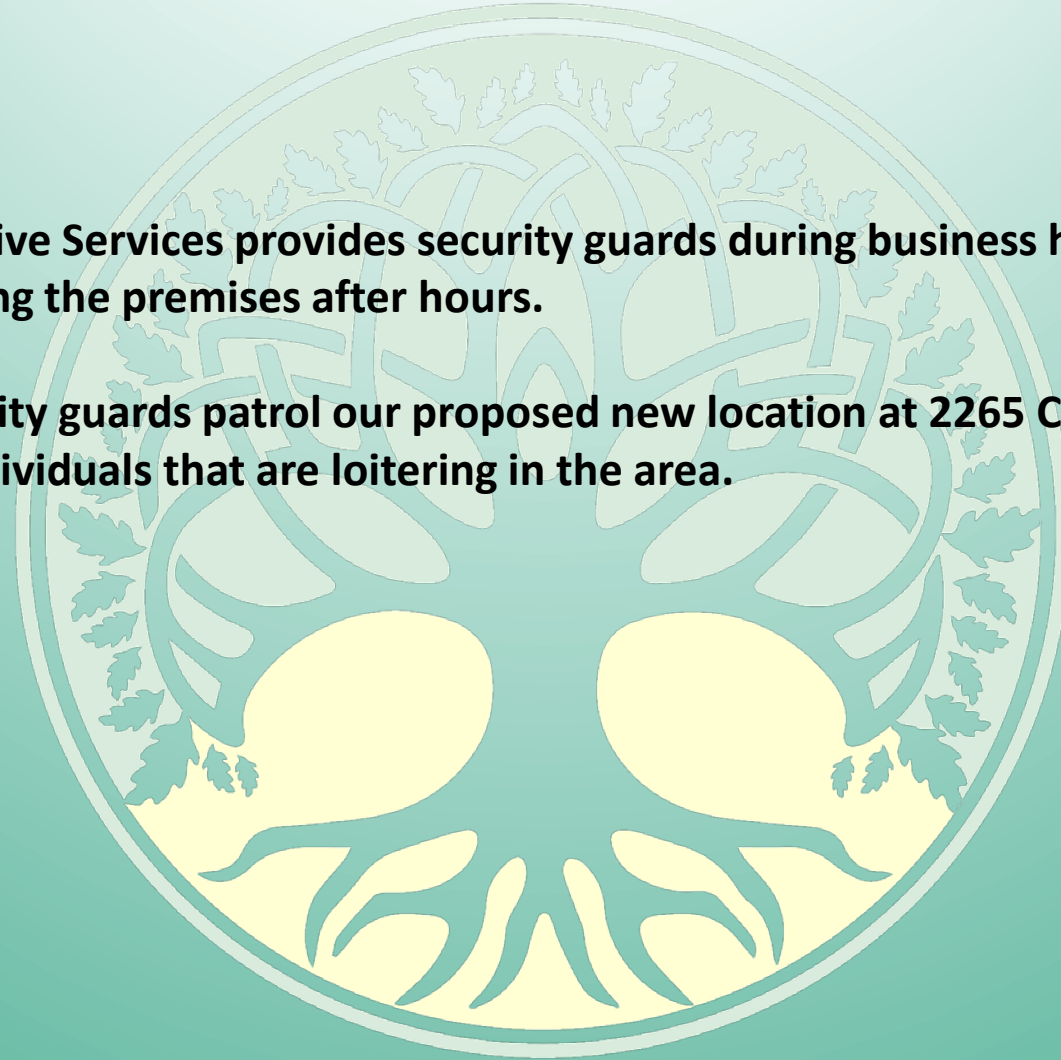 ive Services provides security guards during business h
ng the premises after hours.
ity guards patrol our proposed new location at 2265 C
ividuals that are loitering in the area.